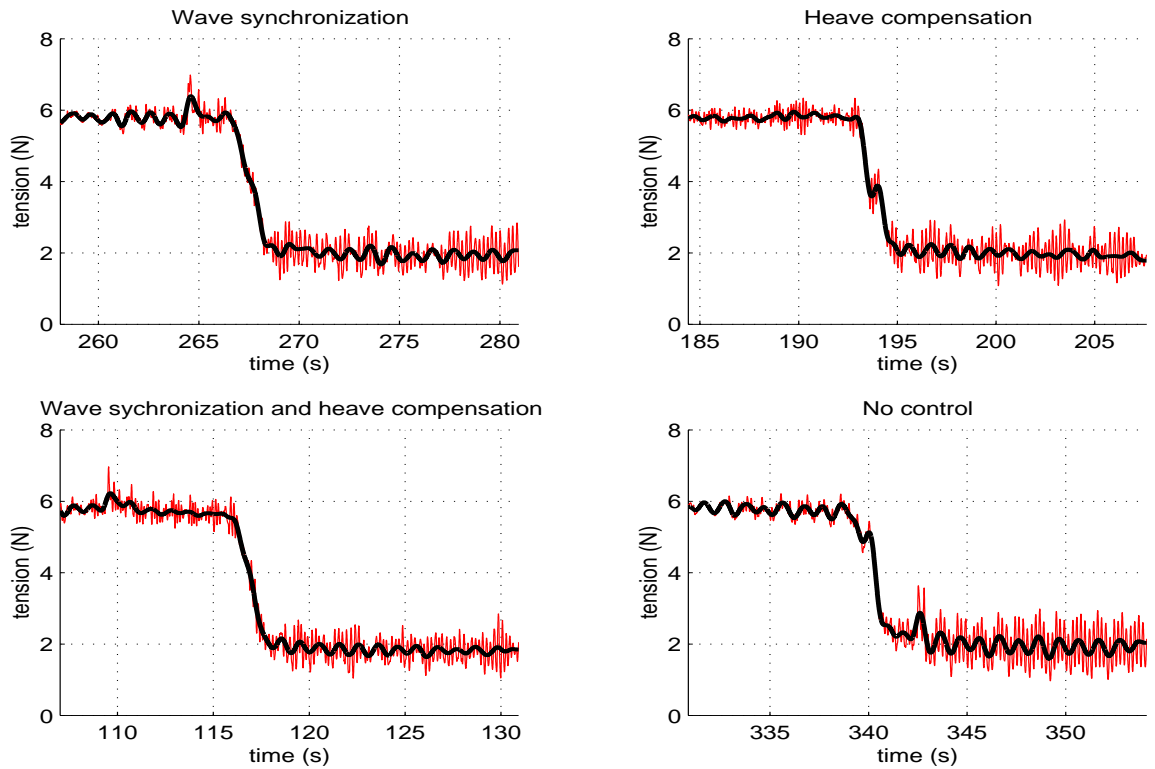 Wave synchronization
8
6
4
2
0
tension (N)
260 265 270 275 280
time (s)
Heave compensation
8
6
4
2
0
tension (N)
185 190 195 200 205
time (s)
Wave sychronization and heave compensation
8
6
4
2
0
tension (N)
110 115 120 125 130
time (s)
No control
8
6
4
2
0
tension (N)
335 340 345 350
time (s)